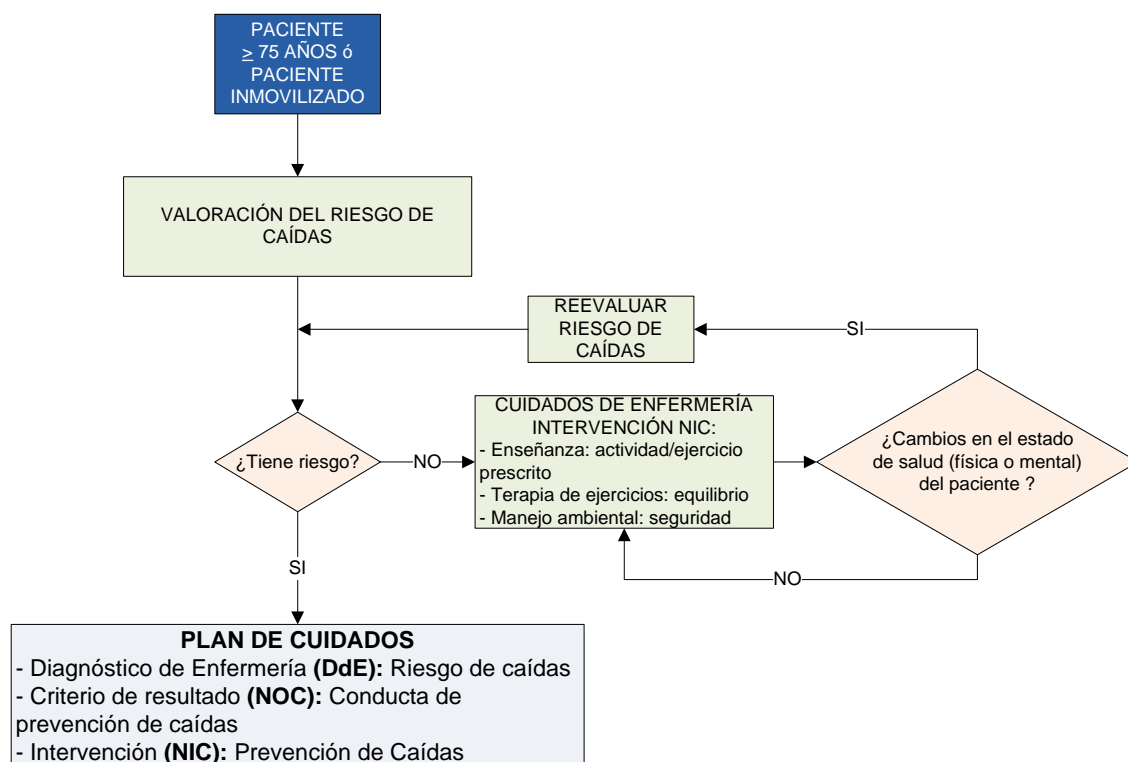 PACIENTE
≥ 75 AÑOS ó
PACIENTE
INMOVILIZADO
VALORACIÓN DEL RIESGO DE
CAÍDAS
REEVALUAR
RIESGO DE
CAÍDAS
SI
¿Tiene riesgo?
NO
CUIDADOS DE ENFERMERÍA
INTERVENCIÓN NIC:
- Enseñanza: actividad/ejercicio
prescrito
- Terapia de ejercicios: equilibrio
- Manejo ambiental: seguridad
¿Cambios en el estado
de salud (física o mental)
del paciente ?
NO
SI
PLAN DE CUIDADOS
- Diagnóstico de Enfermería (DdE): Riesgo de caídas
- Criterio de resultado (NOC): Conducta de
prevención de caídas
- Intervención (NIC): Prevención de Caídas